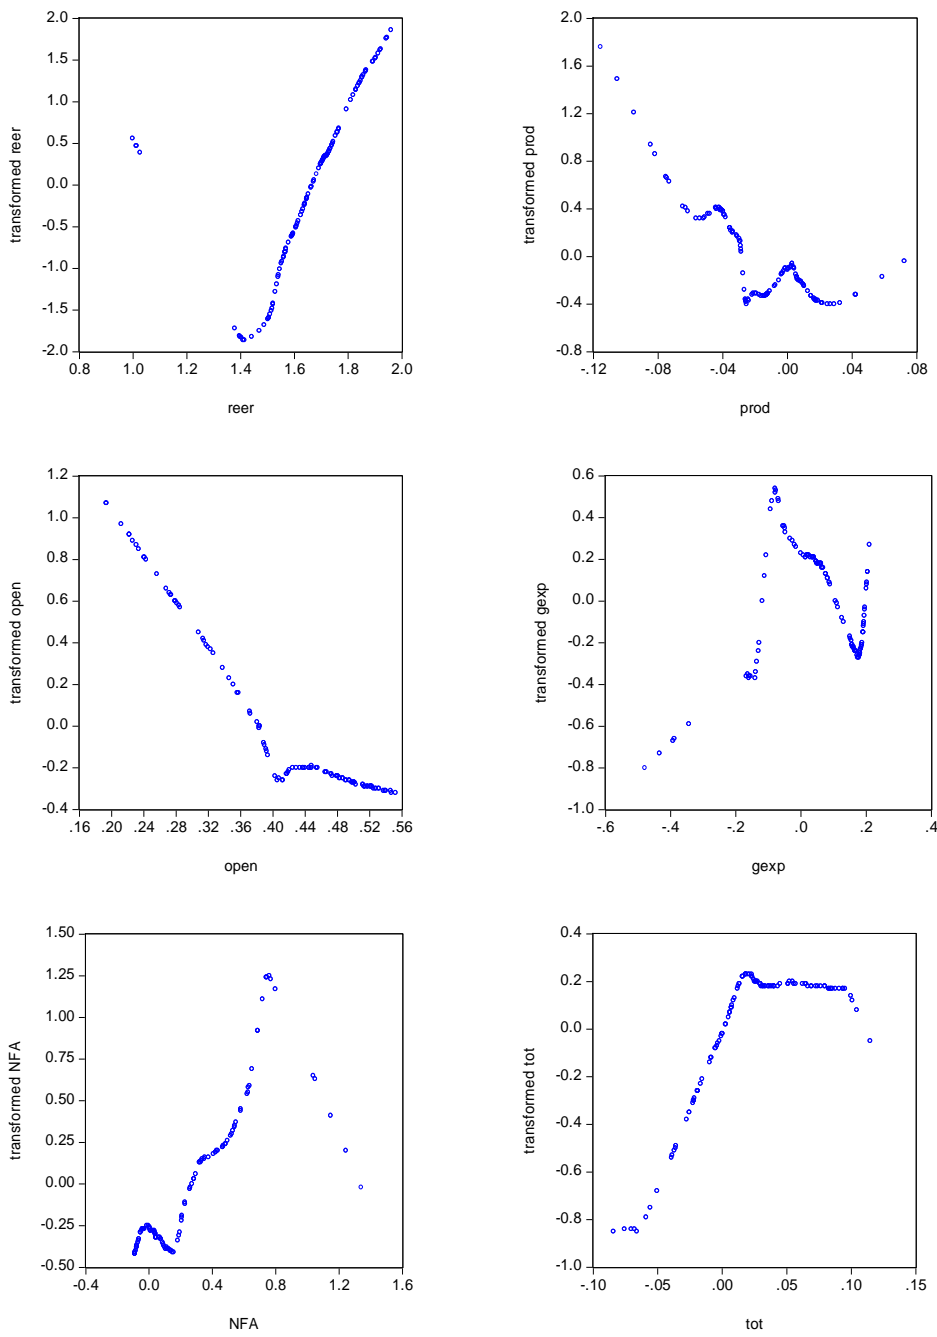 2.0
1.5
1.0
0.5
0.0
-0.5
-1.0
-1.5
-2.0
transformed reer
0.8 1.0 1.2 1.4 1.6 1.8 2.0
reer
2.0
1.6
1.2
0.8
0.4
0.0
-0.4
-0.8
transformed prod
-.12 -.08 -.04 .00 .04 .08
prod
1.2
1.0
0.8
0.6
0.4
0.2
0.0
-0.2
-0.4
transformed open
.16 .20 .24 .28 .32 .36 .40 .44 .48 .52 .56
open
0.6
0.4
0.2
0.0
-0.2
-0.4
-0.6
-0.8
-1.0
transformed gexp
-.6 -.4 -.2 .0 .2 .4
gexp
1.50
1.25
1.00
0.75
0.50
0.25
0.00
-0.25
-0.50
transformed NFA
-0.4 0.0 0.4 0.8 1.2 1.6
NFA
0.4
0.2
0.0
-0.2
-0.4
-0.6
-0.8
-1.0
transformed tot
-.10 -.05 .00 .05 .10 .15
tot